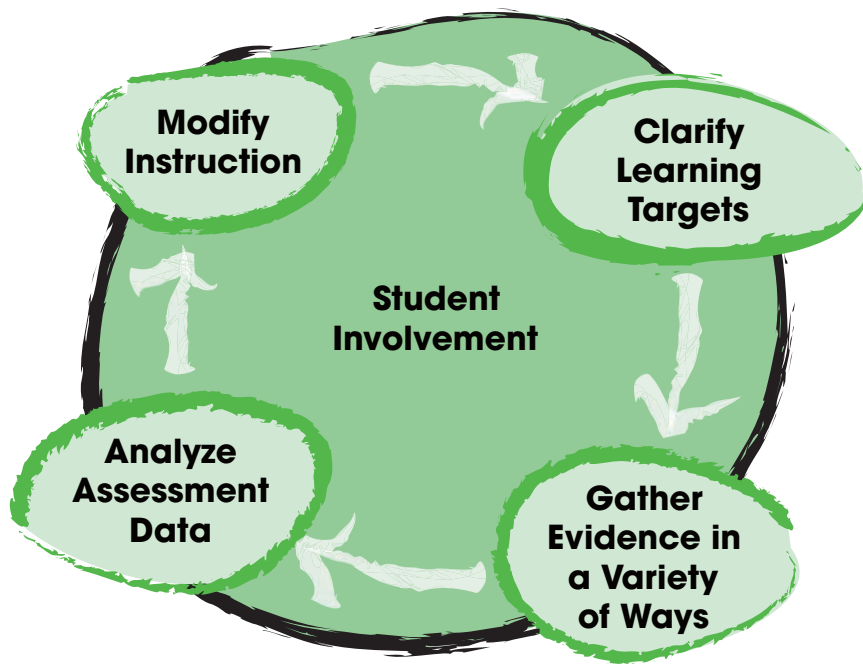 Modify
Instruction
Clarify
Learning
Targets
Student
Involvement
Analyze
Assessment
Data
Gather
Evidence in
a Variety
of Ways